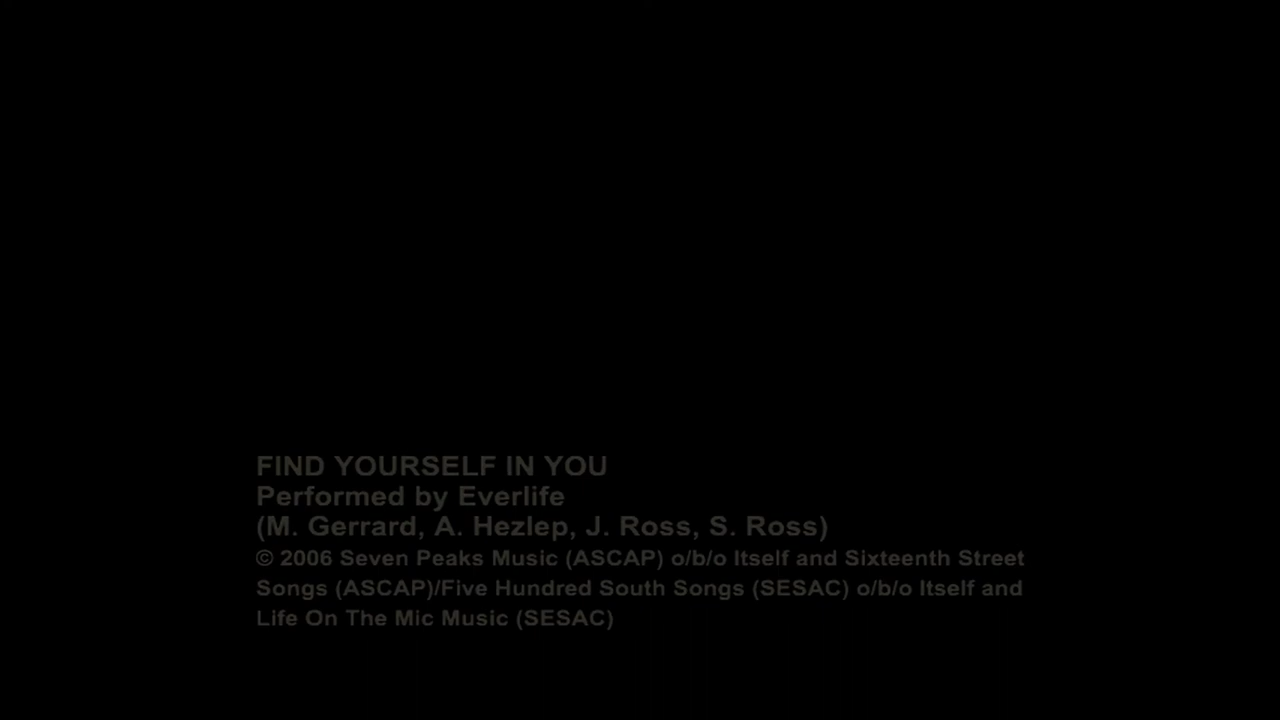 FIND YOURSELF IN YOU
Performed by Everlife
(M. Gerrard, A. Hezlep, J. Ross, S. Ross)
© 2006 Seven Peaks Music (ASCAP) o/b/o Itself and Sixteenth Street
Songs (ASCAP)/Five Hundred South Songs (SESAC) o/b/o Itself and
Life On The Mic Music (SESAC)